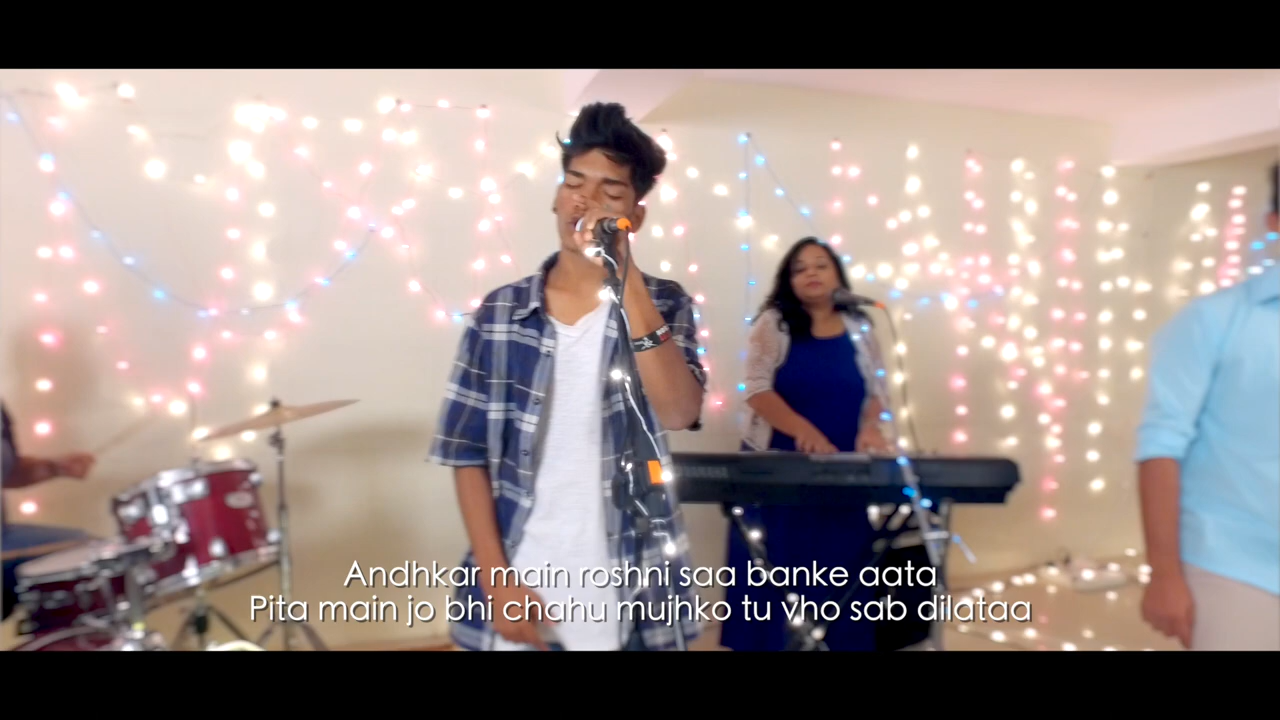 Andhkar main roshni saa banke aata
Pita main jo bhi chahu mujhko tu vho sab dilataa